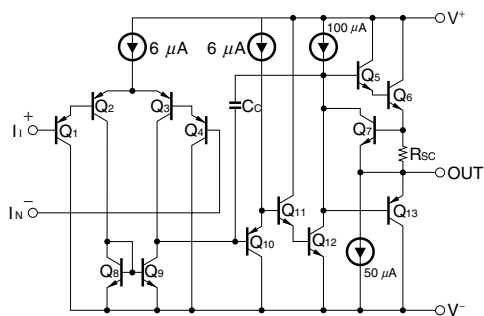 V+
6 μA
6 μA
100 μA
Q5
Q6
Q2
Q3
CC
II
+
Q1
Q4
Q7
RSC
OUT
IN
−
Q11
Q13
Q10
Q12
Q8
Q9
50 μA
V−